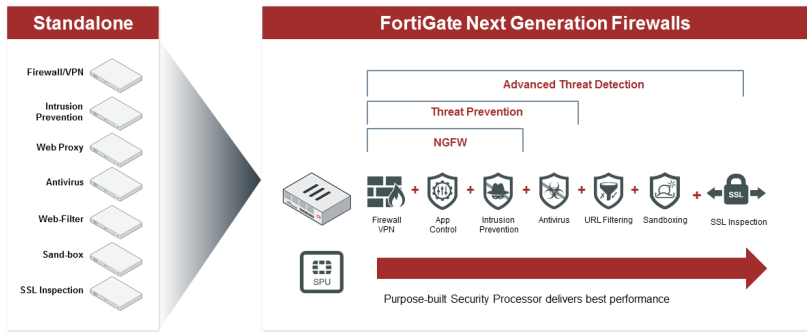 Standalone
Firewall/VPN
Intrusion
Prevention
Web Proxy
Antivirus
Web-Filter
Sand-box
SSL Inspection
FortiGate Next Generation Firewalls
Advanced Threat Detection
Threat Prevention
NGFW
+ + + + + +
SSL
Firewall
VPN
App
Control
Intrusion
Prevention
Antivirus
URL Filtering
Sandboxing
SSL Inspection
SPU
Purpose-built Security Processor delivers best performance